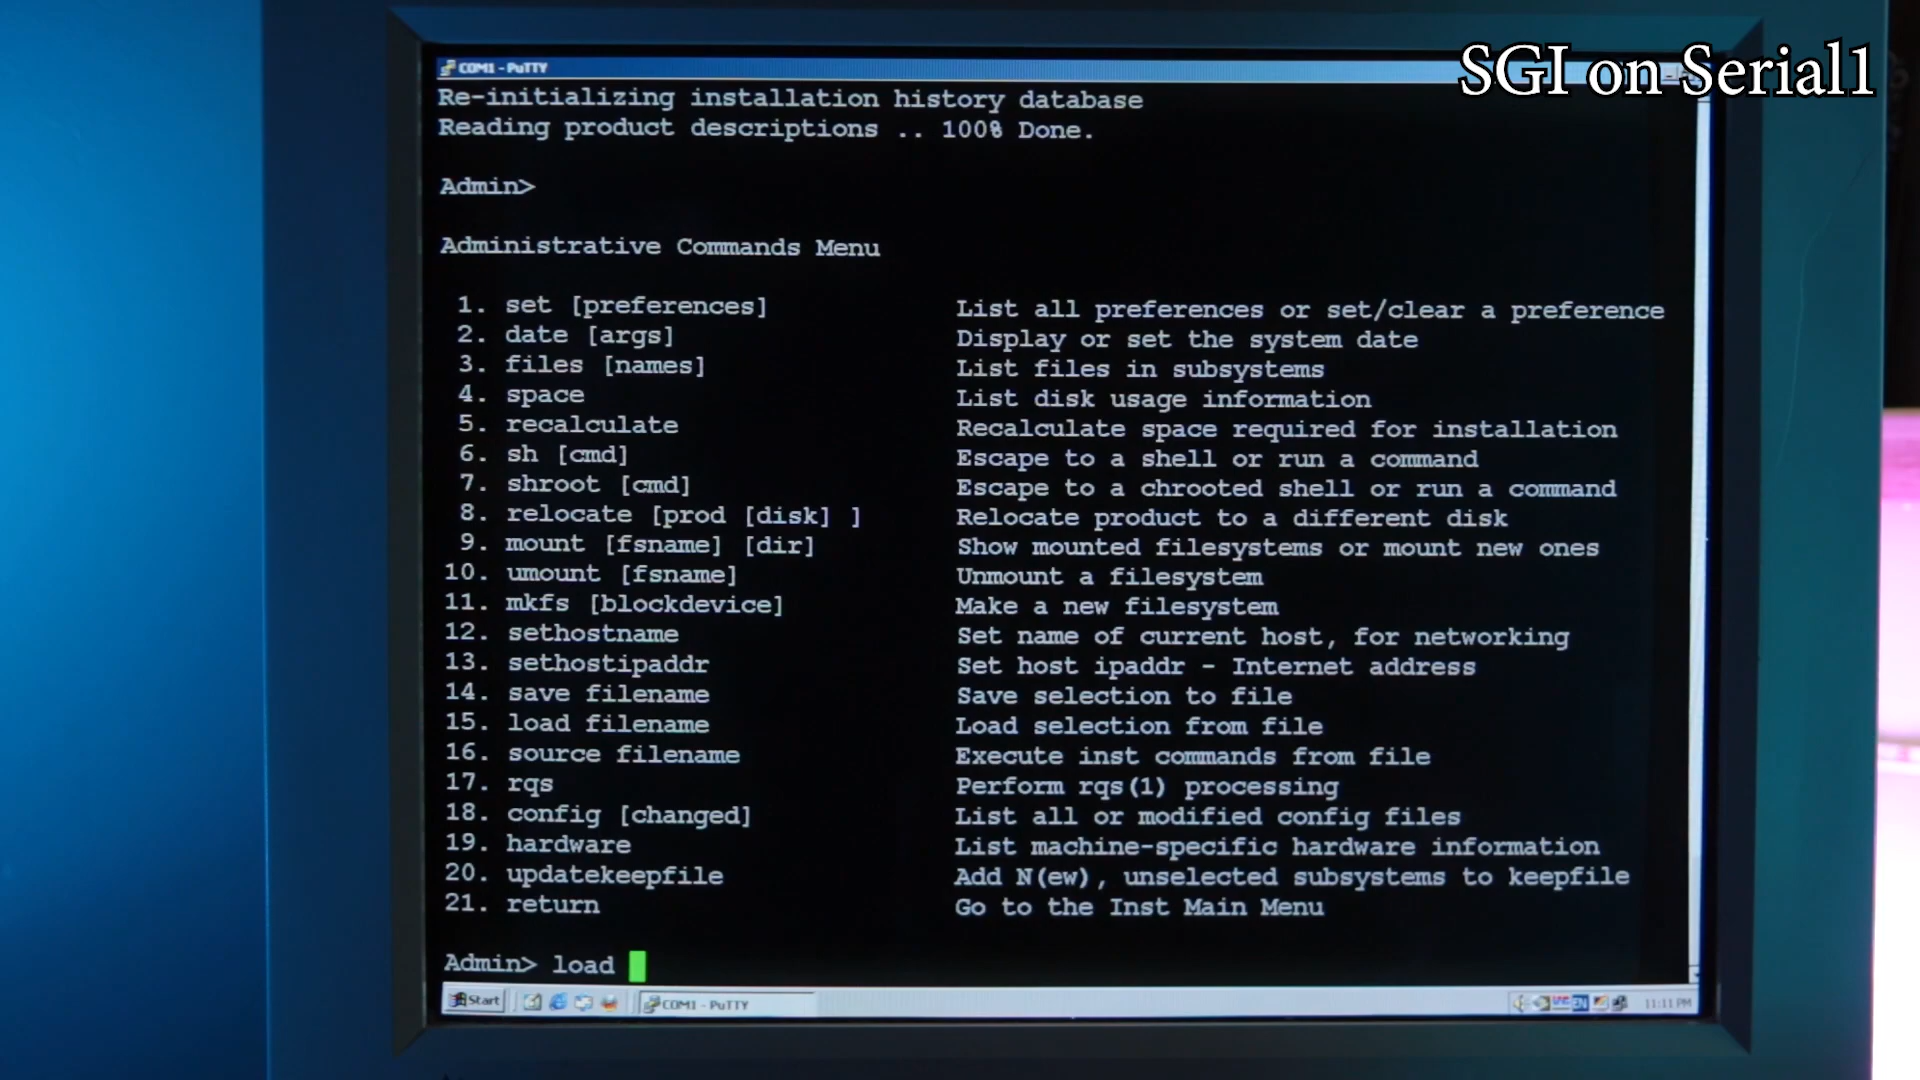 SGI on Serial1
COM1 - PuTTY
Re-initializing installation history database
Reading product descriptions .. 100% Done.
Admin>
Administrative Commands Menu
1. set [preferences] List all preferences or set/clear a preference
2. date [args] Display or set the system date
3. files [names] List files in subsystems
4. space List disk usage information
5. recalculate Recalculate space required for installation
6. sh [cmd] Escape to a shell or run a command
7. shroot [cmd] Escape to a chrooted shell or run a command
8. relocate [prod [disk] ] Relocate product to a different disk
9. mount [fsname] [dir] Show mounted filesystems or mount new ones
10. umount [fsname] Unmount a filesystem
11. mkfs [blockdevice] Make a new filesystem
12. sethostname Set name of current host, for networking
13. sethostipaddr Set host ipaddr - Internet address
14. save filename Save selection to file
15. load filename Load selection from file
16. source filename Execute inst commands from file
17. rqs Perform rqs(1) processing
18. config [changed] List all or modified config files
19. hardware List machine-specific hardware information
20. updatekeepfile Add N(ew), unselected subsystems to keepfile
21. return Go to the Inst Main Menu
Admin> load
Start COM1 - PuTTY EN 11:11 PM